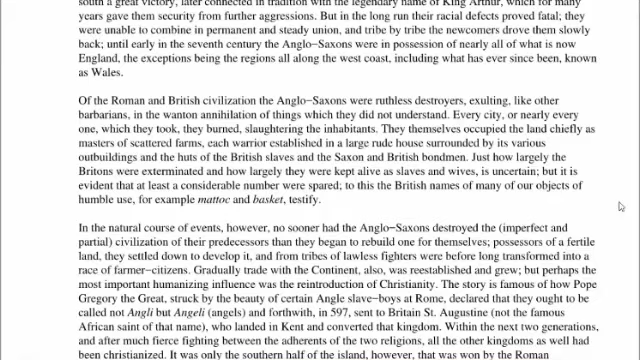 south a great victory, later connected in tradition with the legendary name of King Arthur, which for many
years gave them security from further aggressions. But in the long run their racial defects proved fatal; they
were unable to combine in permanent and steady union, and tribe by tribe the newcomers drove them slowly
back; until early in the seventh century the Anglo−Saxons were in possession of nearly all of what is now
England, the exceptions being the regions all along the west coast, including what has ever since been, known
as Wales.
Of the Roman and British civilization the Anglo−Saxons were ruthless destroyers, exulting, like other
barbarians, in the wanton annihilation of things which they did not understand. Every city, or nearly every
one, which they took, they burned, slaughtering the inhabitants. They themselves occupied the land chiefly as
masters of scattered farms, each warrior established in a large rude house surrounded by its various
outbuildings and the huts of the British slaves and the Saxon and British bondmen. Just how largely the
Britons were exterminated and how largely they were kept alive as slaves and wives, is uncertain; but it is
evident that at least a considerable number were spared; to this the British names of many of our objects of
humble use, for example mattoc and basket, testify.
In the natural course of events, however, no sooner had the Anglo−Saxons destroyed the (imperfect and
partial) civilization of their predecessors than they began to rebuild one for themselves; possessors of a fertile
land, they settled down to develop it, and from tribes of lawless fighters were before long transformed into a
race of farmer−citizens. Gradually trade with the Continent, also, was reestablished and grew; but perhaps the
most important humanizing influence was the reintroduction of Christianity. The story is famous of how Pope
Gregory the Great, struck by the beauty of certain Angle slave−boys at Rome, declared that they ought to be
called not Angli but Angeli (angels) and forthwith, in 597, sent to Britain St. Augustine (not the famous
African saint of that name), who landed in Kent and converted that kingdom. Within the next two generations,
and after much fierce fighting between the adherents of the two religions, all the other kingdoms as well had
been christianized. It was only the southern half of the island, however, that was won by the Roman